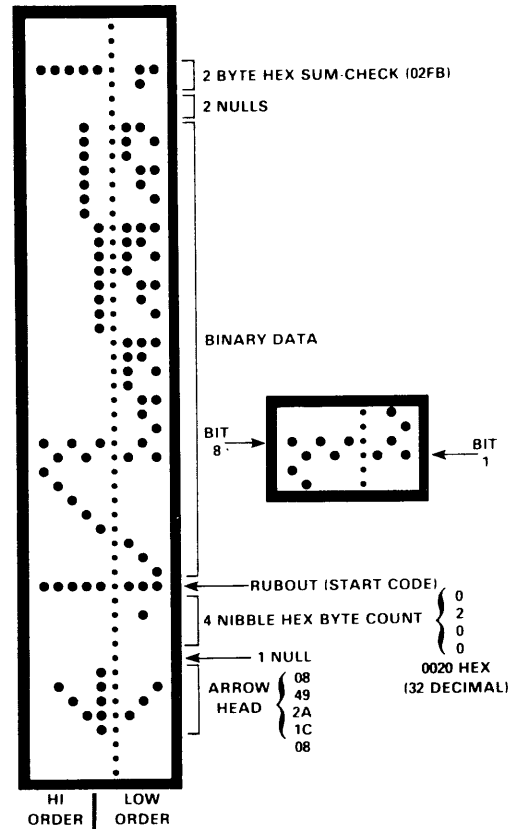 2 BYTE HEX SUM-CHECK (02FB)
2 NULLS
BINARY DATA
BIT
8
BIT
1
RUBOUT (START CODE)
4 NIBBLE HEX BYTE COUNT
0
2
0
0
0020 HEX
(32 DECIMAL)
1 NULL
ARROW
HEAD
08
49
2A
1C
08
HI
ORDER
LOW
ORDER